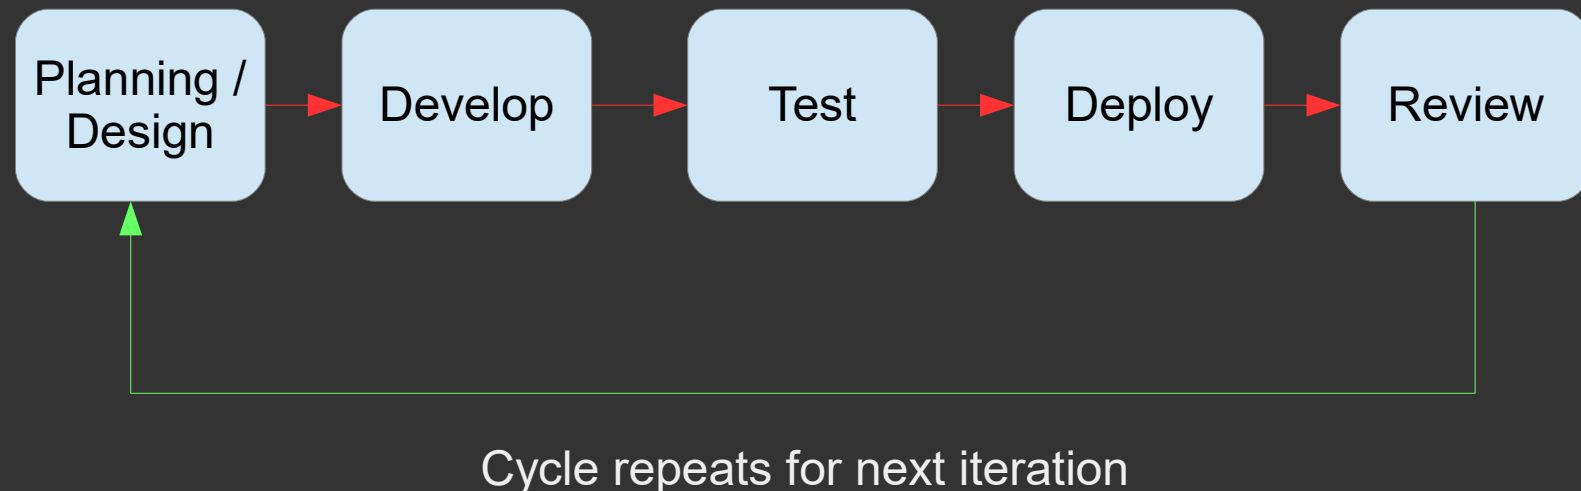 Planning /
Design
Develop
Test
Deploy
Review
Cycle repeats for next iteration